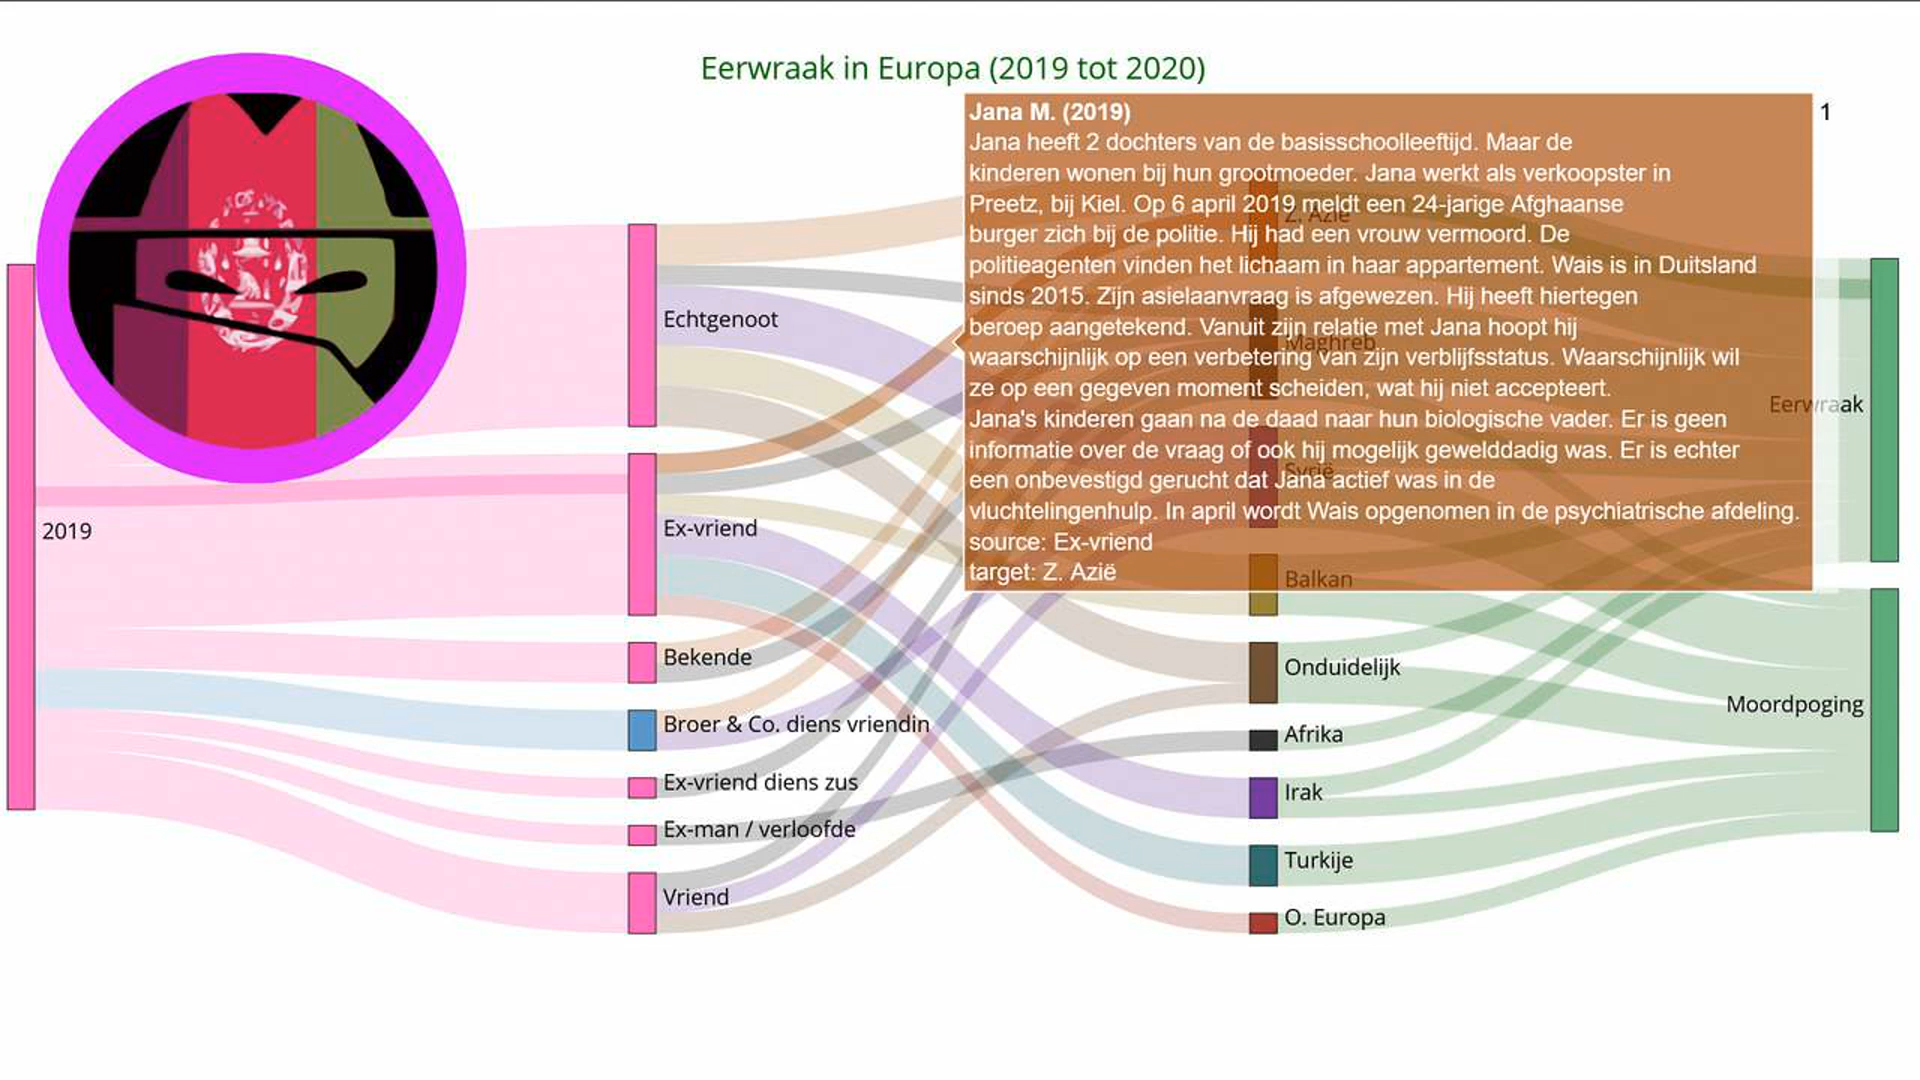 Eerwraak in Europa (2019 tot 2020)
Jana M. (2019)
Jana heeft 2 dochters van de basisschoolleeftijd. Maar de
kinderen wonen bij hun grootmoeder. Jana werkt als verkoopster in
Preetz, bij Kiel. Op 6 april 2019 meldt een 24-jarige Afghaanse
burger zich bij de politie. Hij had een vrouw vermoord. De
politieagenten vinden het lichaam in haar appartement. Wais is in Duitsland
sinds 2015. Zijn asielaanvraag is afgewezen. Hij heeft hiertegen
beroep aangetekend. Vanuit zijn relatie met Jana hoopt hij
waarschijnlijk op een verbetering van zijn verblijfsstatus. Waarschijnlijk wil
ze op een gegeven moment scheiden, wat hij niet accepteert.
Jana's kinderen gaan na de daad naar hun biologische vader. Er is geen
informatie over de vraag of ook hij mogelijk gewelddadig was. Er is echter
een onbevestigd gerucht dat Jana actief was in de
vluchtelingenhulp. In april wordt Wais opgenomen in de psychiatrische afdeling.
source: Ex-vriend
target: Z. Azië
1
2019
Echtgenoot
Ex-vriend
Bekende
Broer & Co. diens vriendin
Ex-vriend diens zus
Ex-man / verloofde
Vriend
Z. Azië
Maghreb
Syrië
Balkan
Onduidelijk
Afrika
Irak
Turkije
O. Europa
Eerwraak
Moordpoging